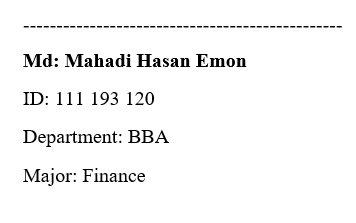 -----------------------------------------------
Md: Mahadi Hasan Emon
ID: 111 193 120
Department: BBA
Major: Finance